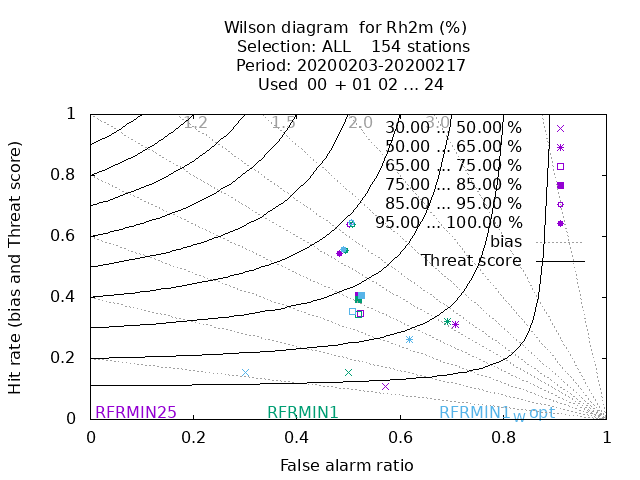 Wilson diagram  for Rh2m (%)
Selection: ALL    154 stations
Period: 20200203-20200217
Used  00  + 01 02 ... 24
1.2 1.5 2.0 3.0
30.00 ... 50.00 %
50.00 ... 65.00 %
65.00 ... 75.00 %
75.00 ... 85.00 %
85.00 ... 95.00 %
95.00 ... 100.00 %
bias
Threat score
Hit rate (bias and Threat score)
1
0.8
0.6
0.4
0.2
0
RFRMIN25 RFRMIN1 RFRMIN1_W opt
0 0.2 0.4 0.6 0.8 1
False alarm ratio